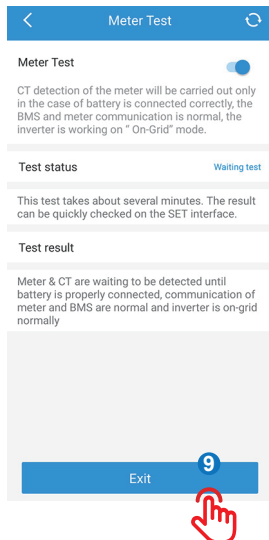 Meter Test
Meter Test
CT detection of the meter will be carried out only
in the case of battery is connected correctly, the
BMS and meter communication is normal, the
inverter is working on “ On-Grid” mode.
Test status Waiting test
This test takes about several minutes. The result
can be quickly checked on the SET interface.
Test result
Meter & CT are waiting to be detected until
battery is properly connected, communication of
meter and BMS are normal and inverter is on-grid
normally
9
Exit